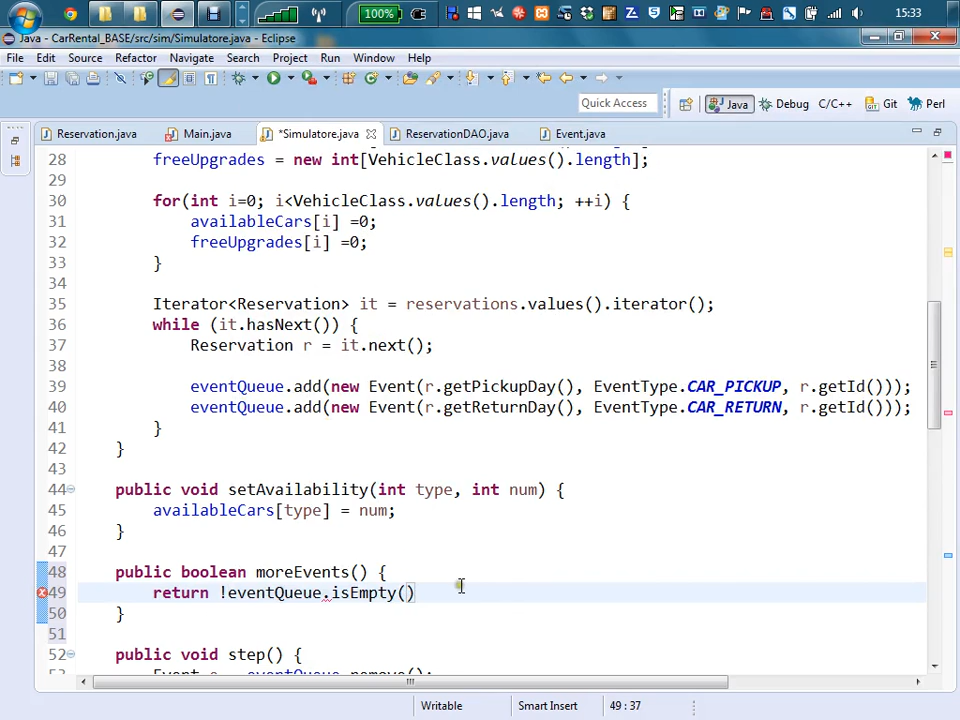 100%
15:33
Java - CarRental_BASE/src/sim/Simulatore.java - Eclipse
File Edit Source Refactor Navigate Search Project Run Window Help
Quick Access Java Debug C/C++ Git Perl
Reservation.java Main.java *Simulatore.java ReservationDAO.java Event.java
28 freeUpgrades = new int[VehicleClass.values().length];
29
30 for(int i=0; i<VehicleClass.values().length; ++i) {
31 availableCars[i] =0;
32 freeUpgrades[i] =0;
33 }
34
35 Iterator<Reservation> it = reservations.values().iterator();
36 while (it.hasNext()) {
37 Reservation r = it.next();
38
39 eventQueue.add(new Event(r.getPickupDay(), EventType.CAR_PICKUP, r.getId()));
40 eventQueue.add(new Event(r.getReturnDay(), EventType.CAR_RETURN, r.getId()));
41 }
42 }
43
44 public void setAvailability(int type, int num) {
45 availableCars[type] = num;
46 }
47
48 public boolean moreEvents() {
49 return !eventQueue.isEmpty()
50 }
51
52 public void step() {
53 Event e = eventQueue.remove();
Writable Smart Insert 49 : 37